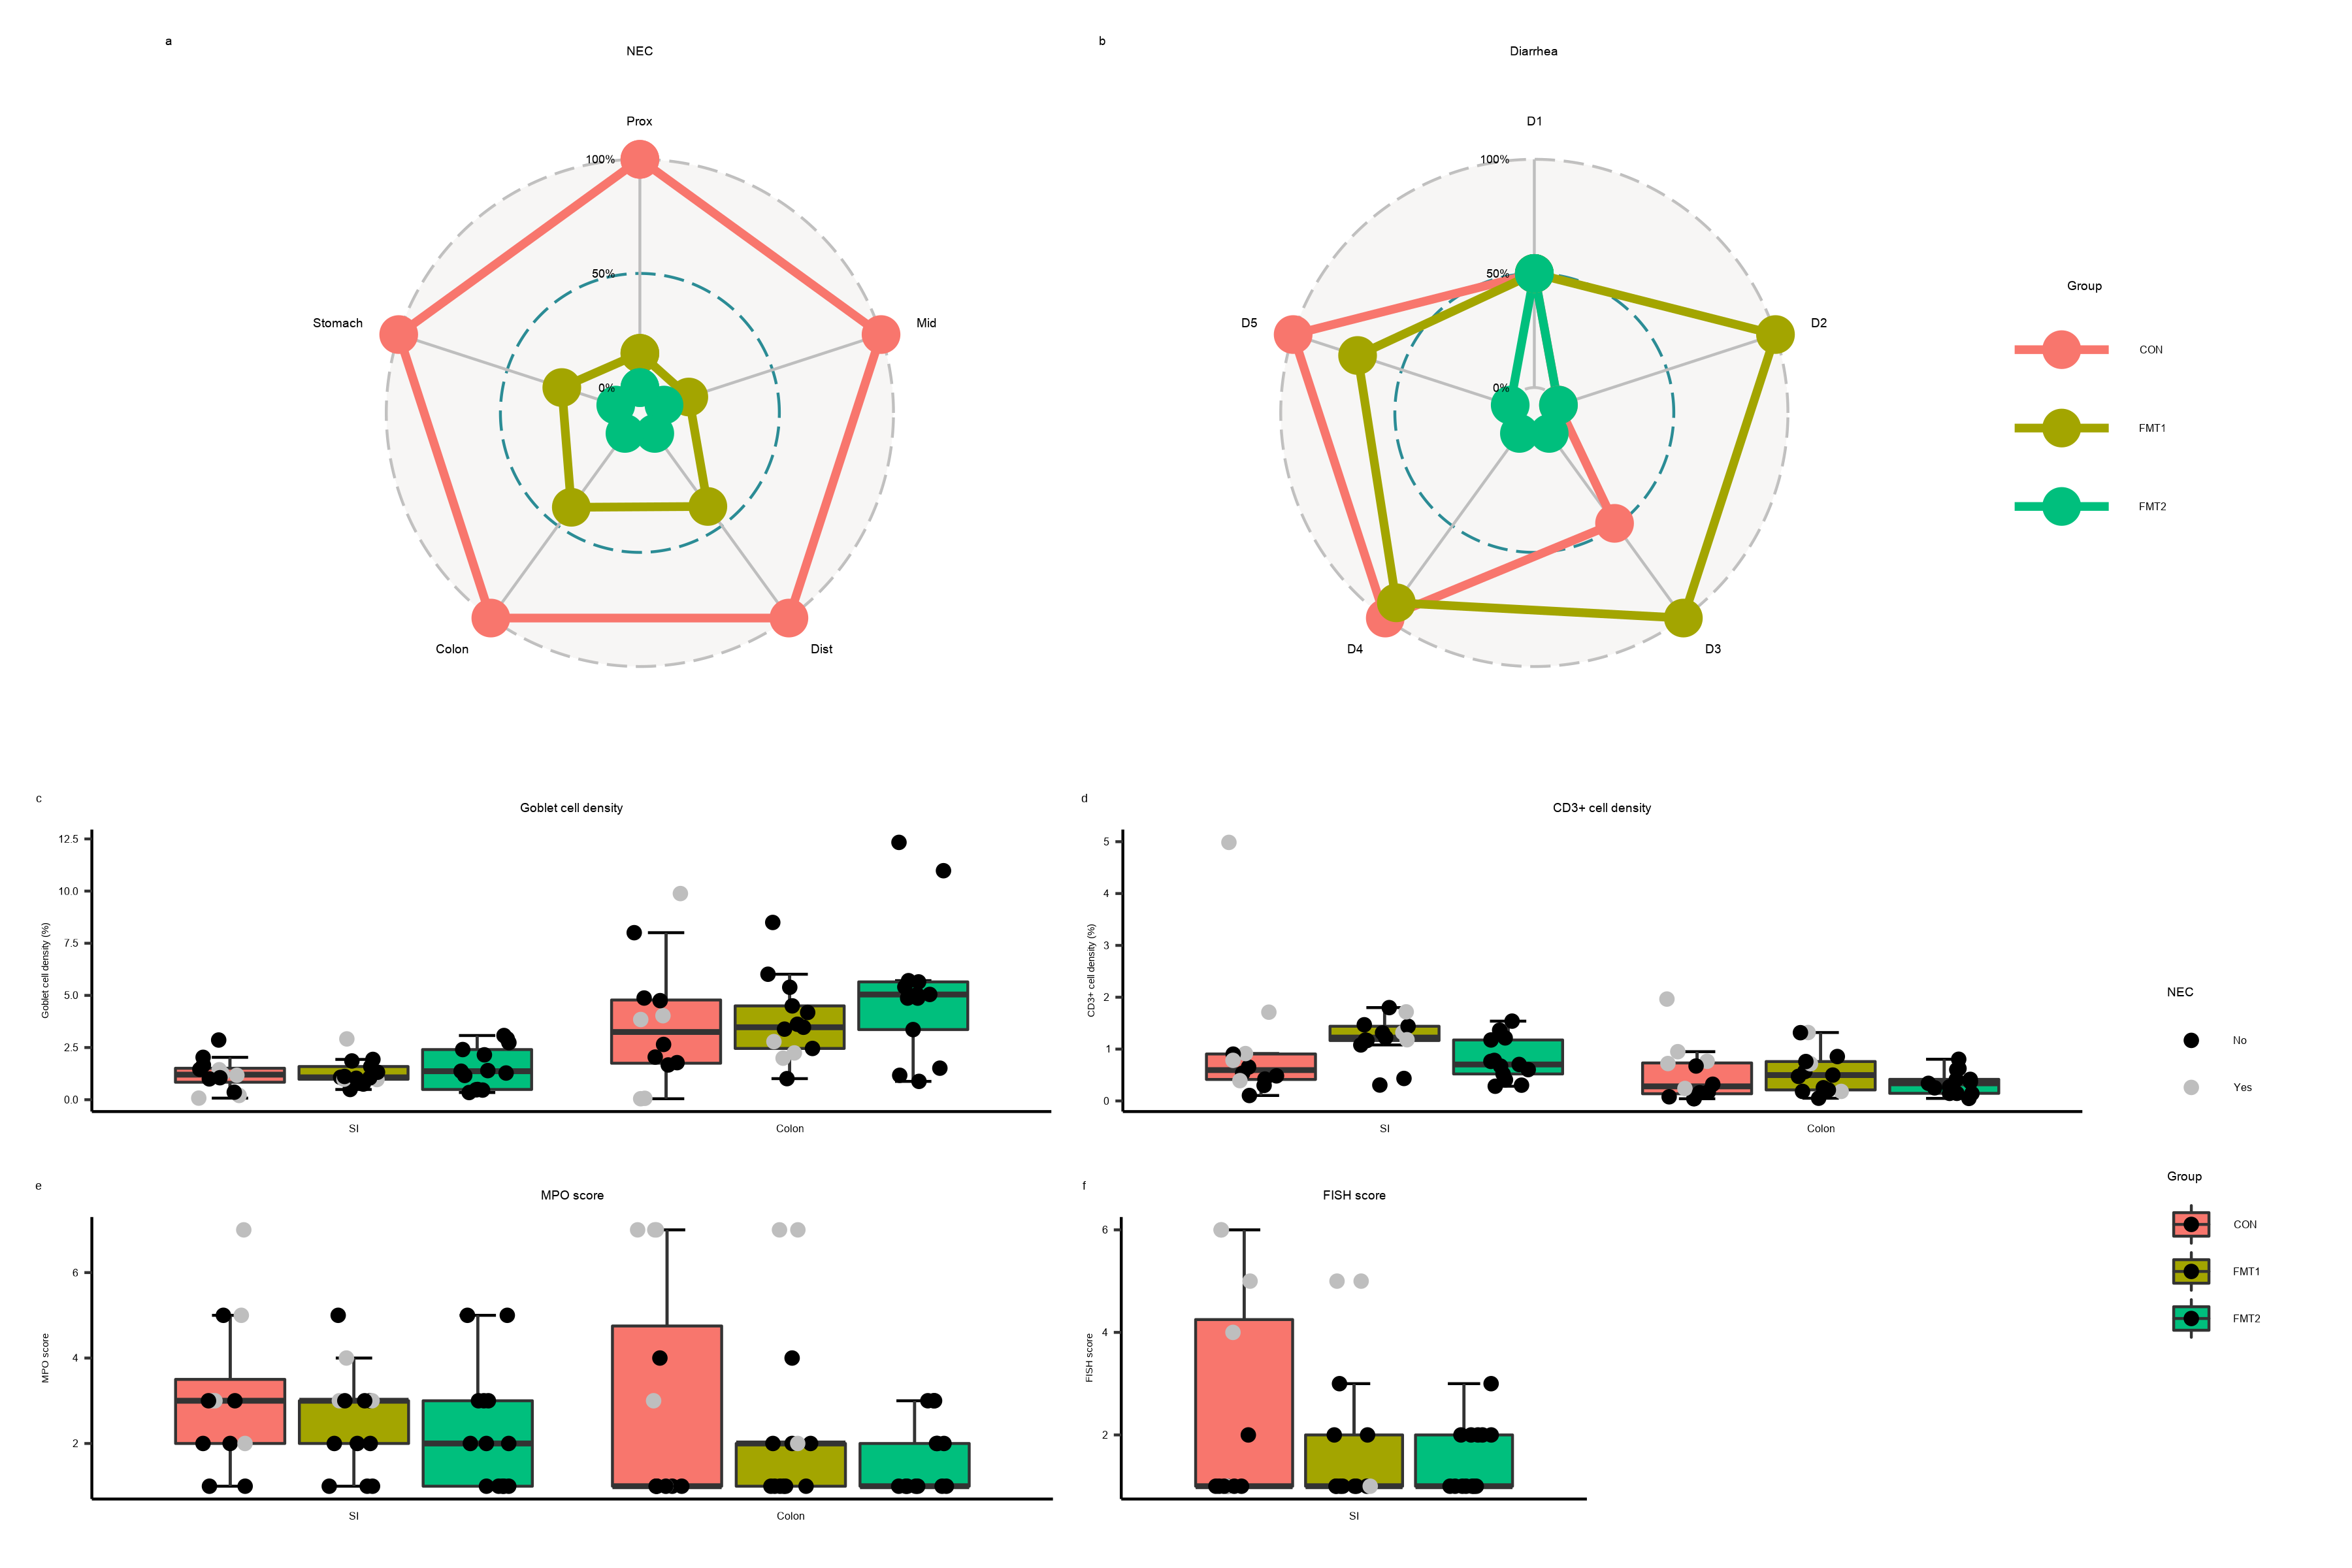 a
NEC
Prox
100%
50%
0%
Stomach
Mid
Colon
Dist
b
Diarrhea
D1
100%
50%
0%
D5
D2
D4
D3
Group
CON
FMT1
FMT2
c
Goblet cell density
12.5
10.0
7.5
5.0
2.5
0.0
Goblet cell density (%)
SI
Colon
d
CD3+ cell density
5
4
3
2
1
0
CD3+ cell density (%)
SI
Colon
NEC
No
Yes
e
MPO score
6
4
2
MPO score
SI
Colon
f
FISH score
6
4
2
FISH score
SI
Group
CON
FMT1
FMT2